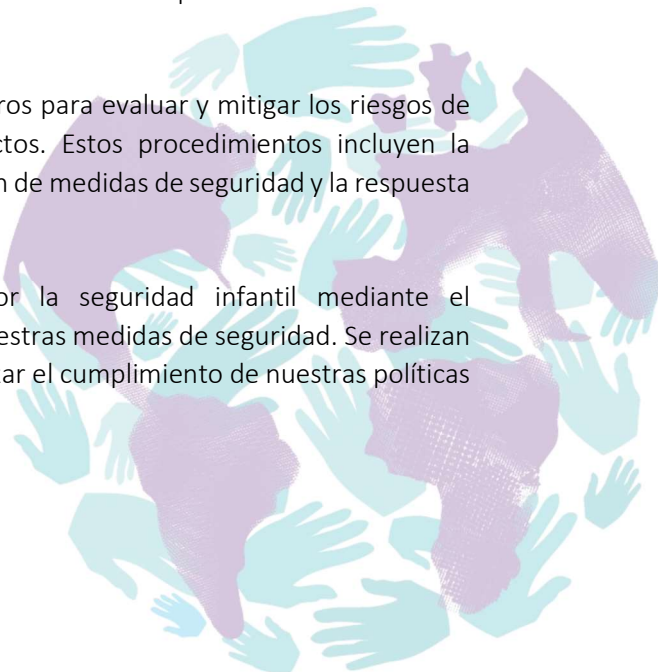 ros para evaluar y mitigar los riesgos de
ctos. Estos procedimientos incluyen la
n de medidas de seguridad y la respuesta
or la seguridad infantil mediante el
estras medidas de seguridad. Se realizan
ar el cumplimiento de nuestras políticas